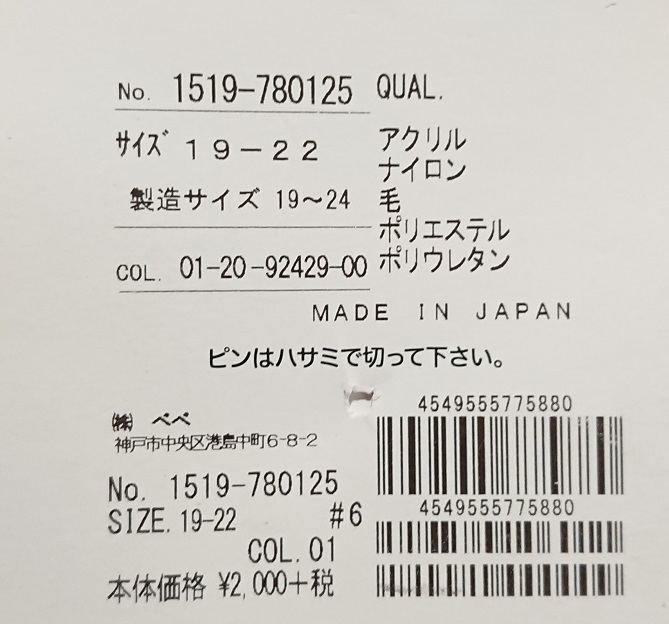 No. 1519-780125
QUAL.
サイズ 19-22
アクリル
ナイロン
製造サイズ 19〜24
毛
ポリエステル
COL. 01-20-92429-00
ポリウレタン
MADE IN JAPAN
ピンはハサミで切って下さい。
4549555775880
㈱ べべ
神戸市中央区港島中町6-8-2
4549555775880
No. 1519-780125
SIZE. 19-22 #6
COL. 01
本体価格 ¥2,000+税